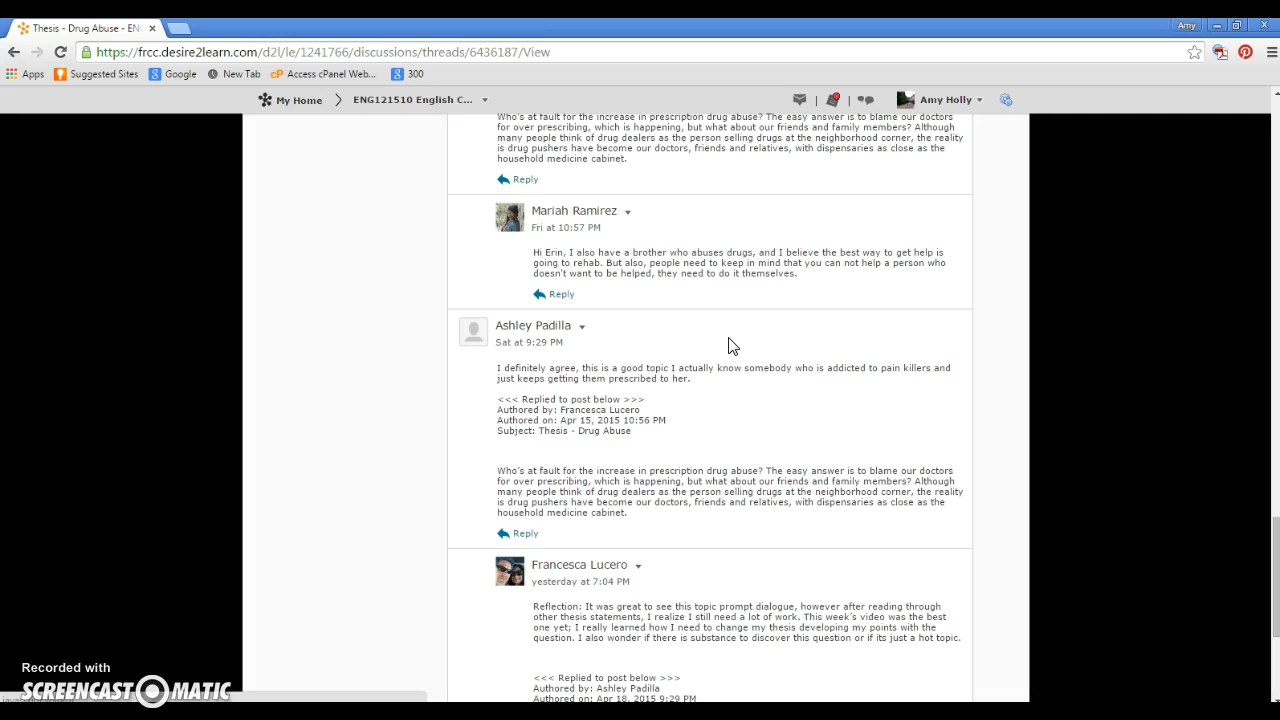 Thesis - Drug Abuse - EN
Amy
https://frcc.desire2learn.com/d2l/le/1241766/discussions/threads/6436187/View
Apps Suggested Sites Google New Tab cP Access cPanel Web... 300
My Home ENG121510 English C... Amy Holly
Who's at fault for the increase in prescription drug abuse? The easy answer is to blame our doctors
for over prescribing, which is happening, but what about our friends and family members? Although
many people think of drug dealers as the person selling drugs at the neighborhood corner, the reality
is drug pushers have become our doctors, friends and relatives, with dispensaries as close as the
household medicine cabinet.
Reply
Mariah Ramirez
Fri at 10:57 PM
Hi Erin, I also have a brother who abuses drugs, and I believe the best way to get help is
going to rehab. But also, people need to keep in mind that you can not help a person who
doesn't want to be helped, they need to do it themselves.
Reply
Ashley Padilla
Sat at 9:29 PM
I definitely agree, this is a good topic I actually know somebody who is addicted to pain killers and
just keeps getting them prescribed to her.
<<< Replied to post below >>>
Authored by: Francesca Lucero
Authored on: Apr 15, 2015 10:56 PM
Subject: Thesis - Drug Abuse
Who's at fault for the increase in prescription drug abuse? The easy answer is to blame our doctors
for over prescribing, which is happening, but what about our friends and family members? Although
many people think of drug dealers as the person selling drugs at the neighborhood corner, the reality
is drug pushers have become our doctors, friends and relatives, with dispensaries as close as the
household medicine cabinet.
Reply
Francesca Lucero
yesterday at 7:04 PM
Reflection: It was great to see this topic prompt dialogue, however after reading through
other thesis statements, I realize I still need a lot of work. This week's video was the best
one yet; I really learned how I need to change my thesis developing my points with the
question. I also wonder if there is substance to discover this question or if its just a hot topic.
<<< Replied to post below >>>
Authored by: Ashley Padilla
Authored on: Apr 18, 2015 9:29 PM
Recorded with
SCREENCAST MATIC